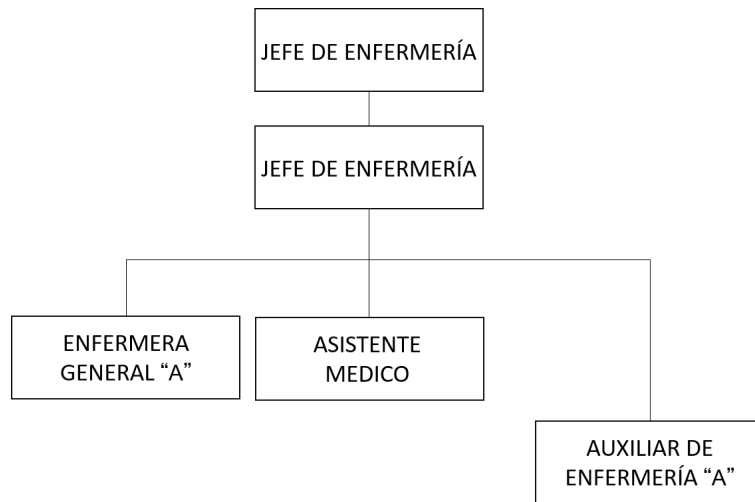 JEFE DE ENFERMERÍA
JEFE DE ENFERMERÍA
ENFERMERA
GENERAL “A”
ASISTENTE
MEDICO
AUXILIAR DE
ENFERMERÍA “A”